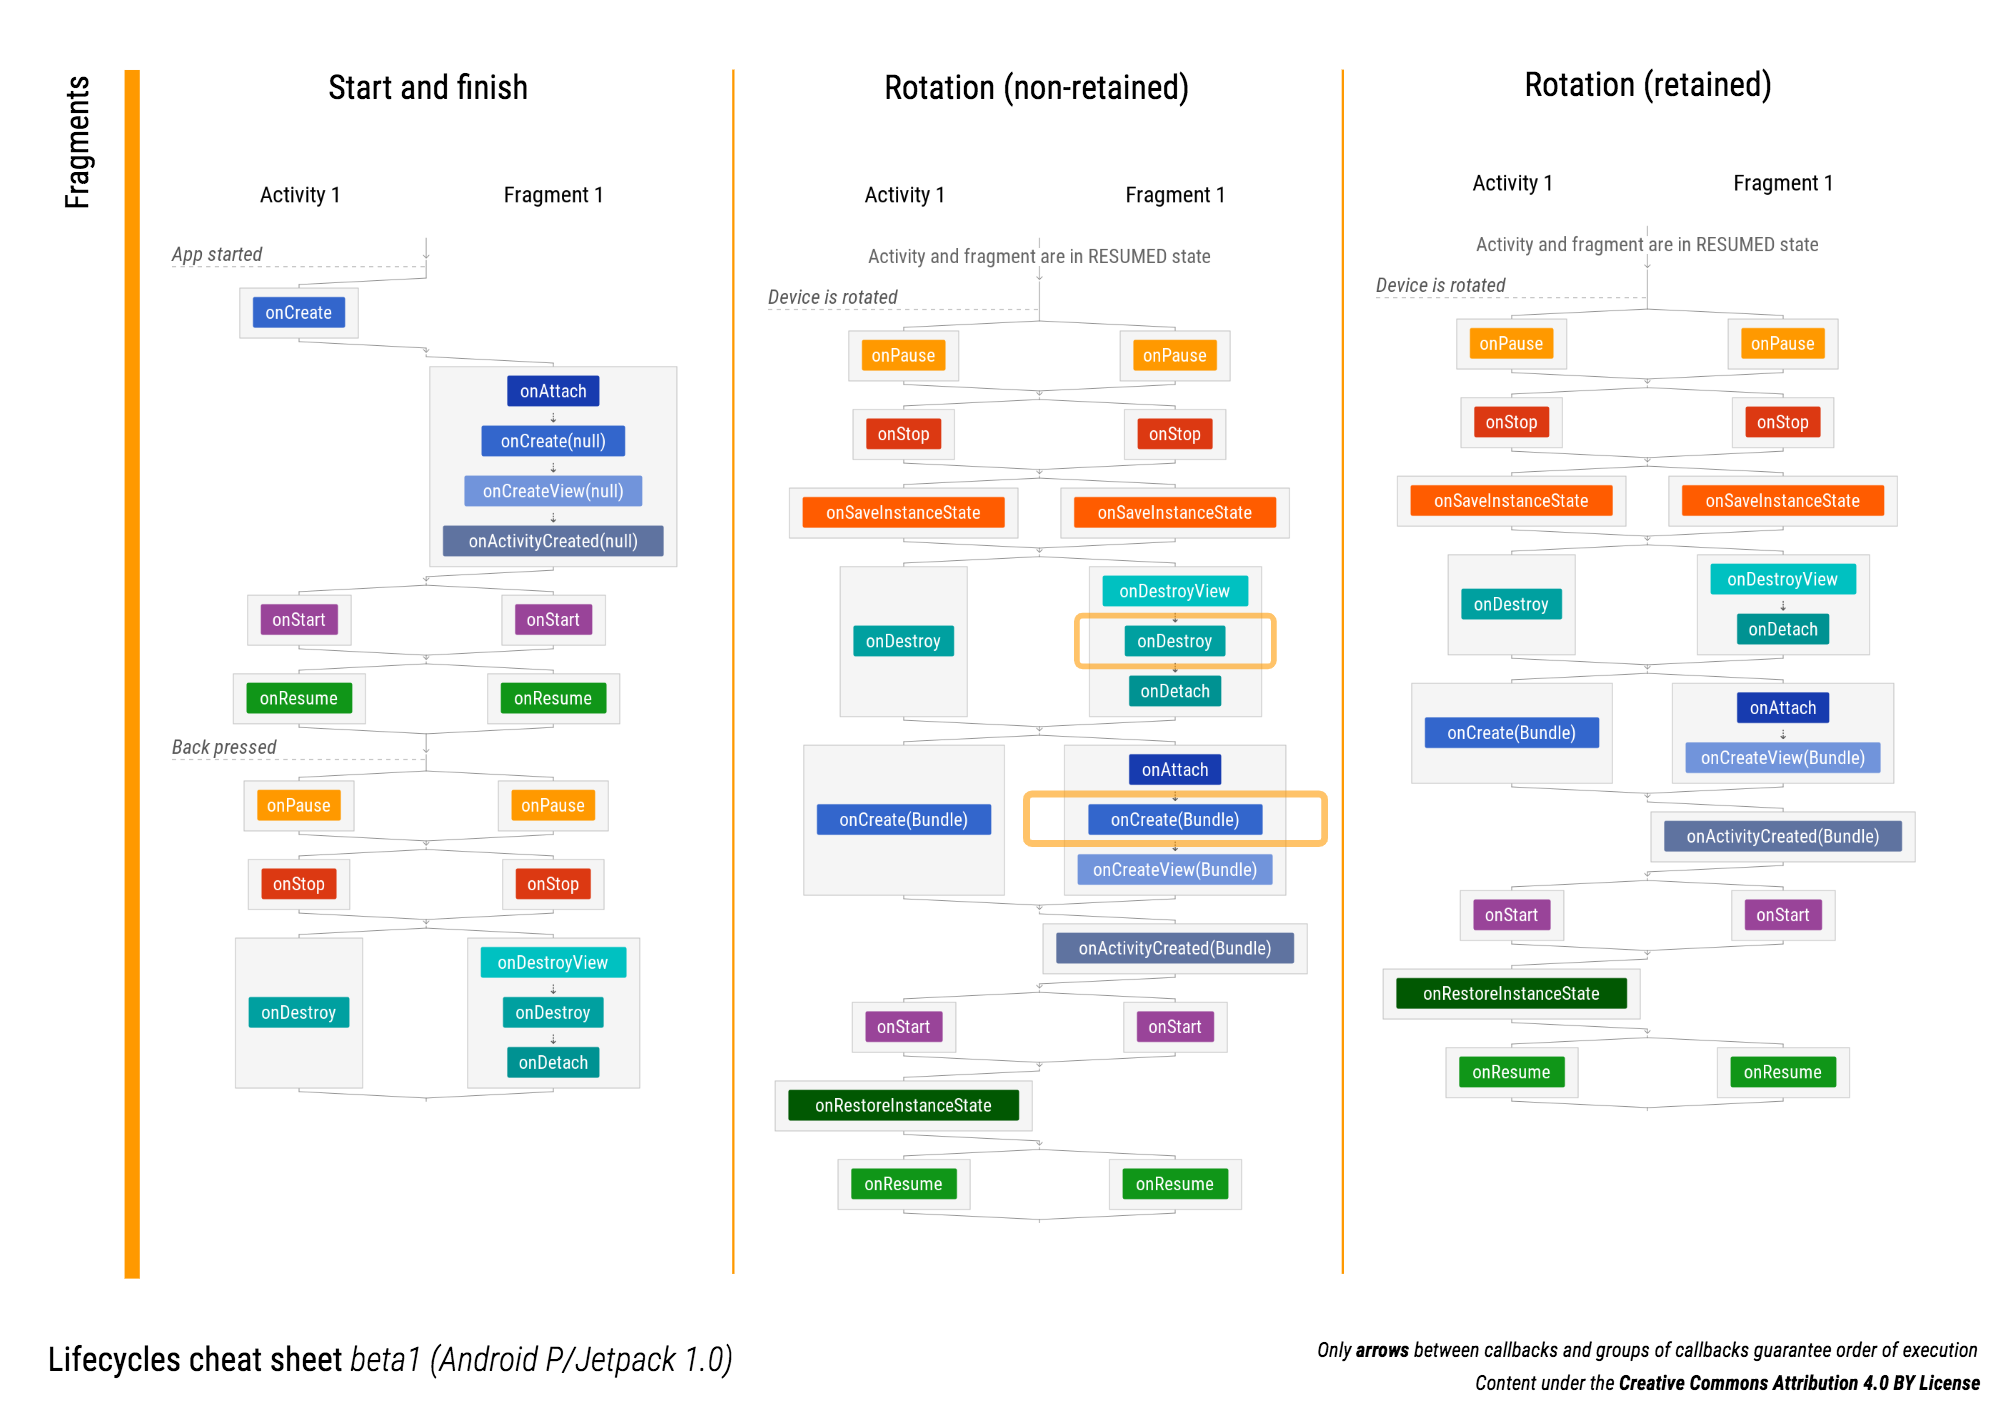 Fragments
Start and finish
Activity 1 Fragment 1
App started
onCreate
onAttach
onCreate(null)
onCreateView(null)
onActivityCreated(null)
onStart onStart
onResume onResume
Back pressed
onPause onPause
onStop onStop
onDestroyView
onDestroy onDestroy
onDetach
Rotation (non-retained)
Activity 1 Fragment 1
Activity and fragment are in RESUMED state
Device is rotated
onPause onPause
onStop onStop
onSaveInstanceState onSaveInstanceState
onDestroyView
onDestroy onDestroy
onDetach
onAttach
onCreate(Bundle) onCreate(Bundle)
onCreateView(Bundle)
onActivityCreated(Bundle)
onStart onStart
onRestoreInstanceState
onResume onResume
Rotation (retained)
Activity 1 Fragment 1
Activity and fragment are in RESUMED state
Device is rotated
onPause onPause
onStop onStop
onSaveInstanceState onSaveInstanceState
onDestroyView
onDestroy
onDetach
onAttach
onCreate(Bundle)
onCreateView(Bundle)
onActivityCreated(Bundle)
onStart onStart
onRestoreInstanceState
onResume onResume
Lifecycles cheat sheet beta1 (Android P/Jetpack 1.0)
Only arrows between callbacks and groups of callbacks guarantee order of execution
Content under the Creative Commons Attribution 4.0 BY License